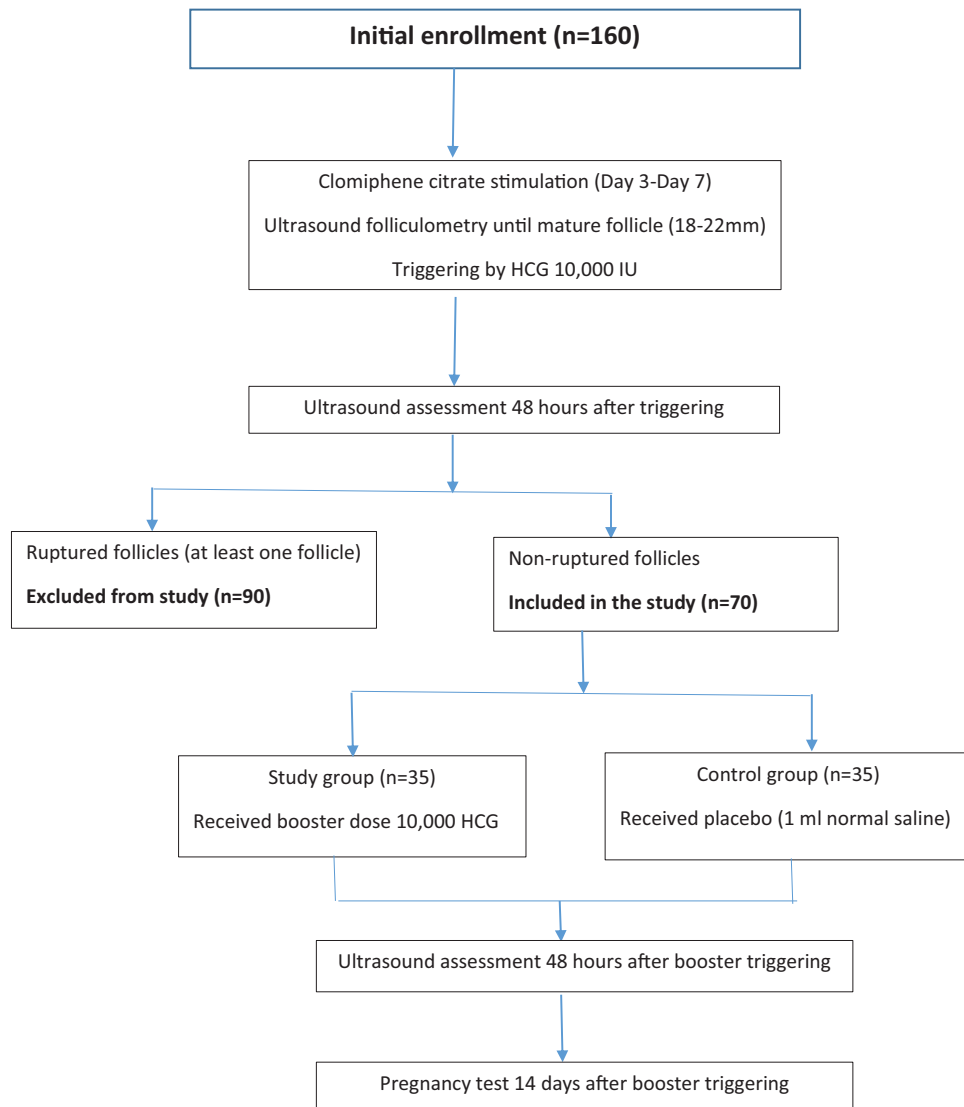 Initial enrollment (n=160)
Clomiphene citrate stimulation (Day 3-Day 7)
Ultrasound folliculometry until mature follicle (18-22mm)
Triggering by HCG 10,000 IU
Ultrasound assessment 48 hours after triggering
Ruptured follicles (at least one follicle)
Excluded from study (n=90)
Non-ruptured follicles
Included in the study (n=70)
Study group (n=35)
Received booster dose 10,000 HCG
Control group (n=35)
Received placebo (1 ml normal saline)
Ultrasound assessment 48 hours after booster triggering
Pregnancy test 14 days after booster triggering